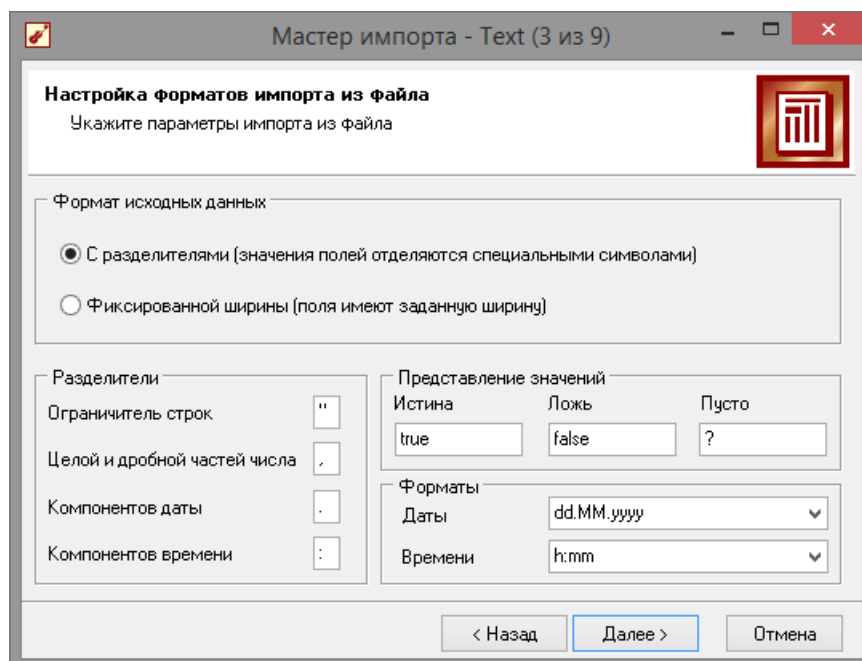 Мастер импорта - Text (3 из 9)
Настройка форматов импорта из файла
Укажите параметры импорта из файла
Формат исходных данных
С разделителями (значения полей отделяются специальными символами)
Фиксированной ширины (поля имеют заданную ширину)
Разделители
Ограничитель строк "
Целой и дробной частей числа ,
Компонентов даты .
Компонентов времени :
Представление значений
Истина Ложь Пусто
true false ?
Форматы
Даты dd.MM.yyyy
Времени h:mm
< Назад Далее > Отмена